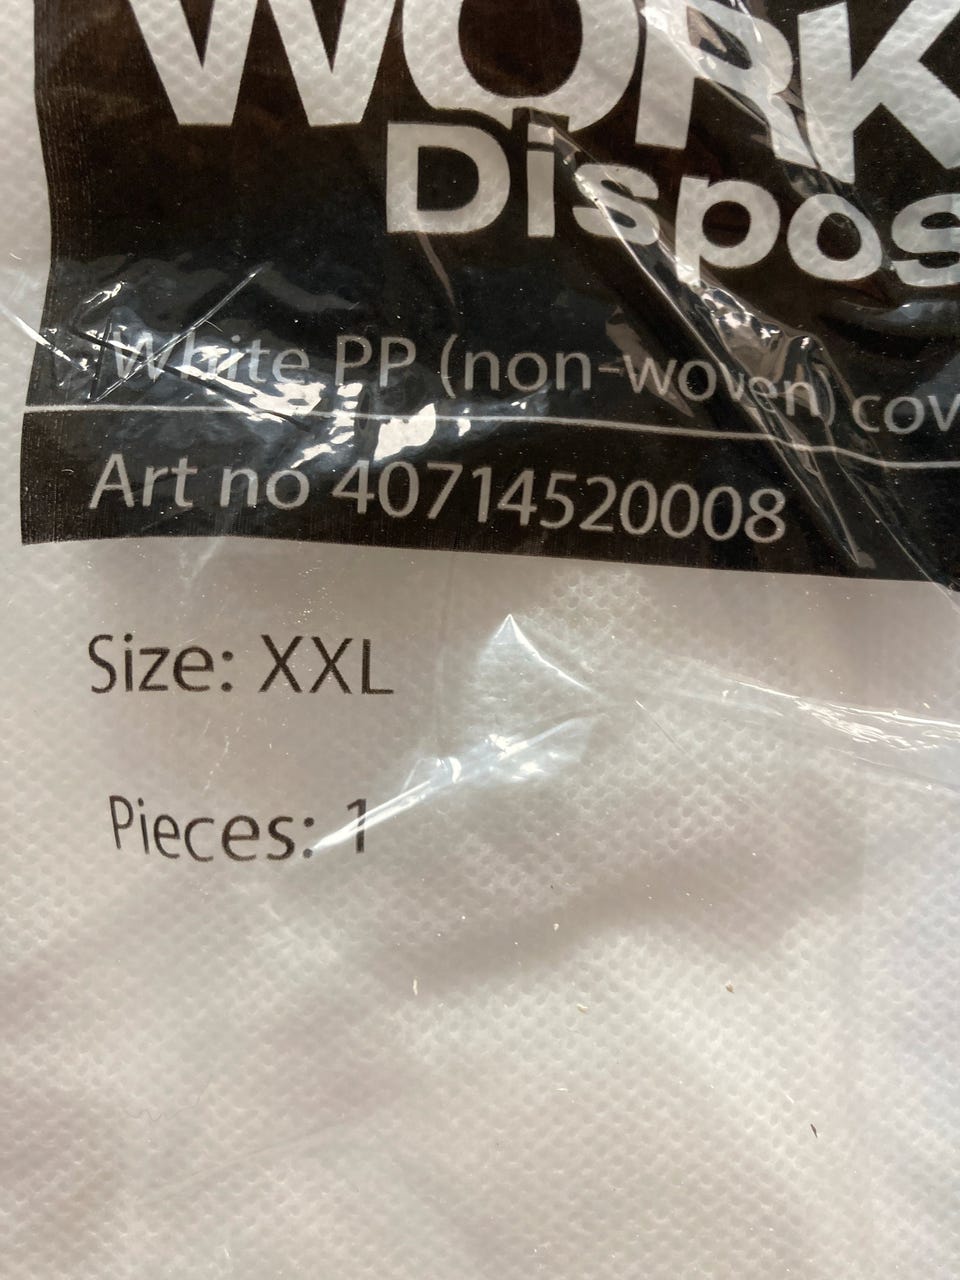 WORK
Dispos
White PP (non-woven) cov
Art no 40714520008
Size: XXL
Pieces: 1